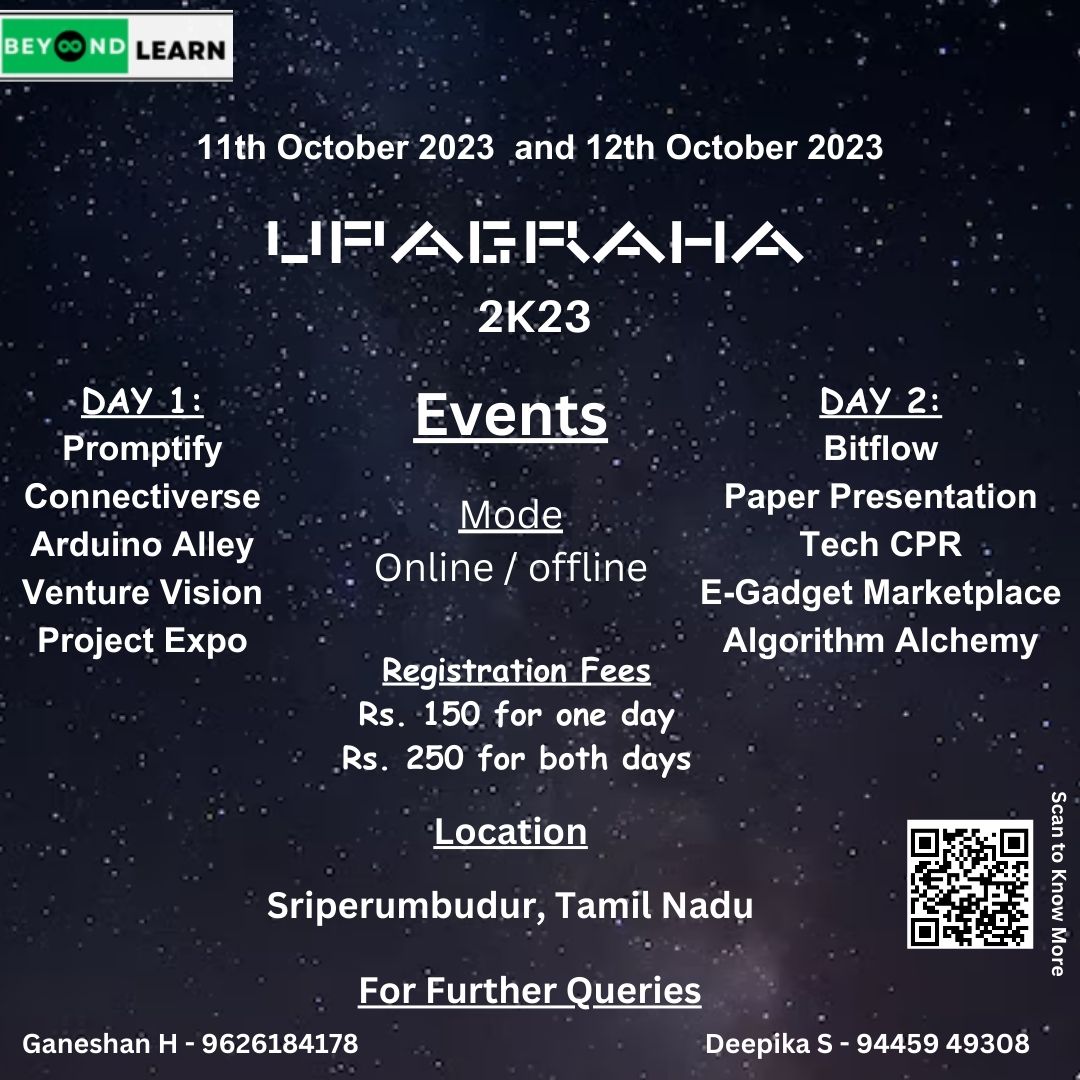 BEYOND LEARN
11th October 2023 and 12th October 2023
UPAGRAHA
2K23
DAY 1:
Promptify
Connectiverse
Arduino Alley
Venture Vision
Project Expo
Events
Mode
Online / offline
Registration Fees
Rs. 150 for one day
Rs. 250 for both days
DAY 2:
Bitflow
Paper Presentation
Tech CPR
E-Gadget Marketplace
Algorithm Alchemy
Location
Sriperumbudur, Tamil Nadu
Scan to Know More
For Further Queries
Ganeshan H - 9626184178
Deepika S - 94459 49308